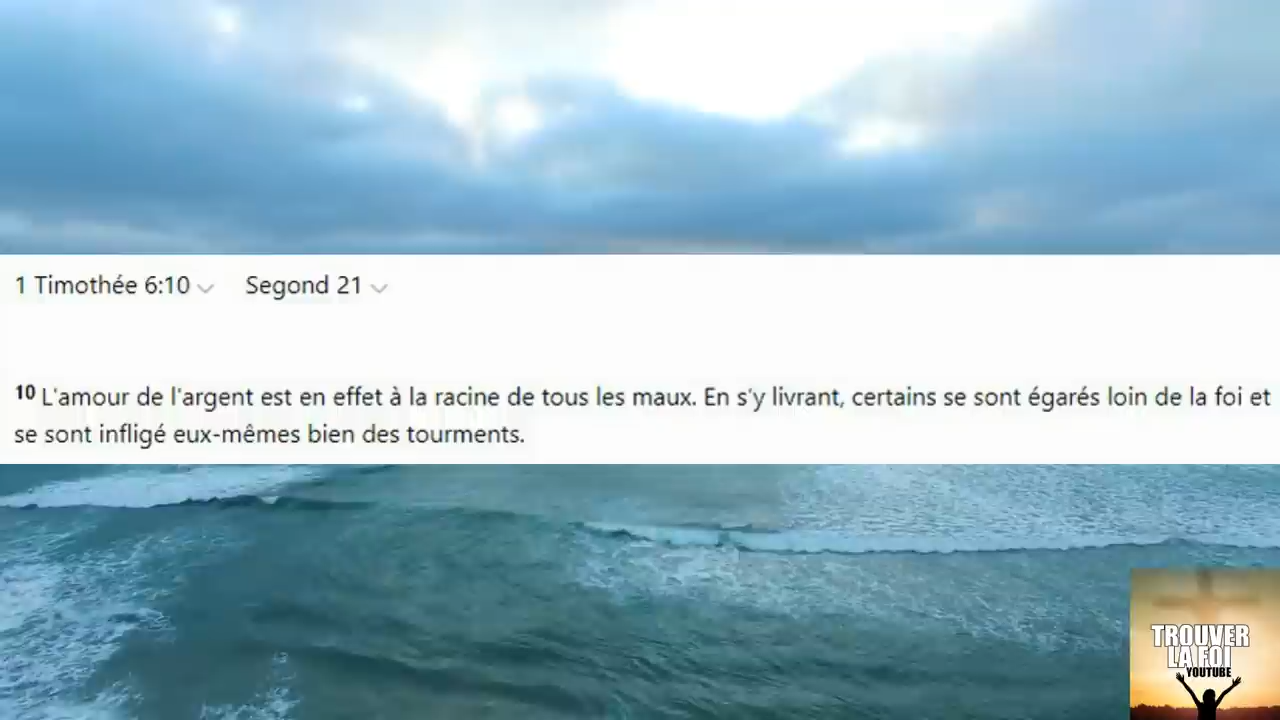 1 Timothée 6:10 Segond 21
10 L'amour de l'argent est en effet à la racine de tous les maux. En s'y livrant, certains se sont égarés loin de la foi et
se sont infligé eux-mêmes bien des tourments.
TROUVER
LA FOI
YOUTUBE